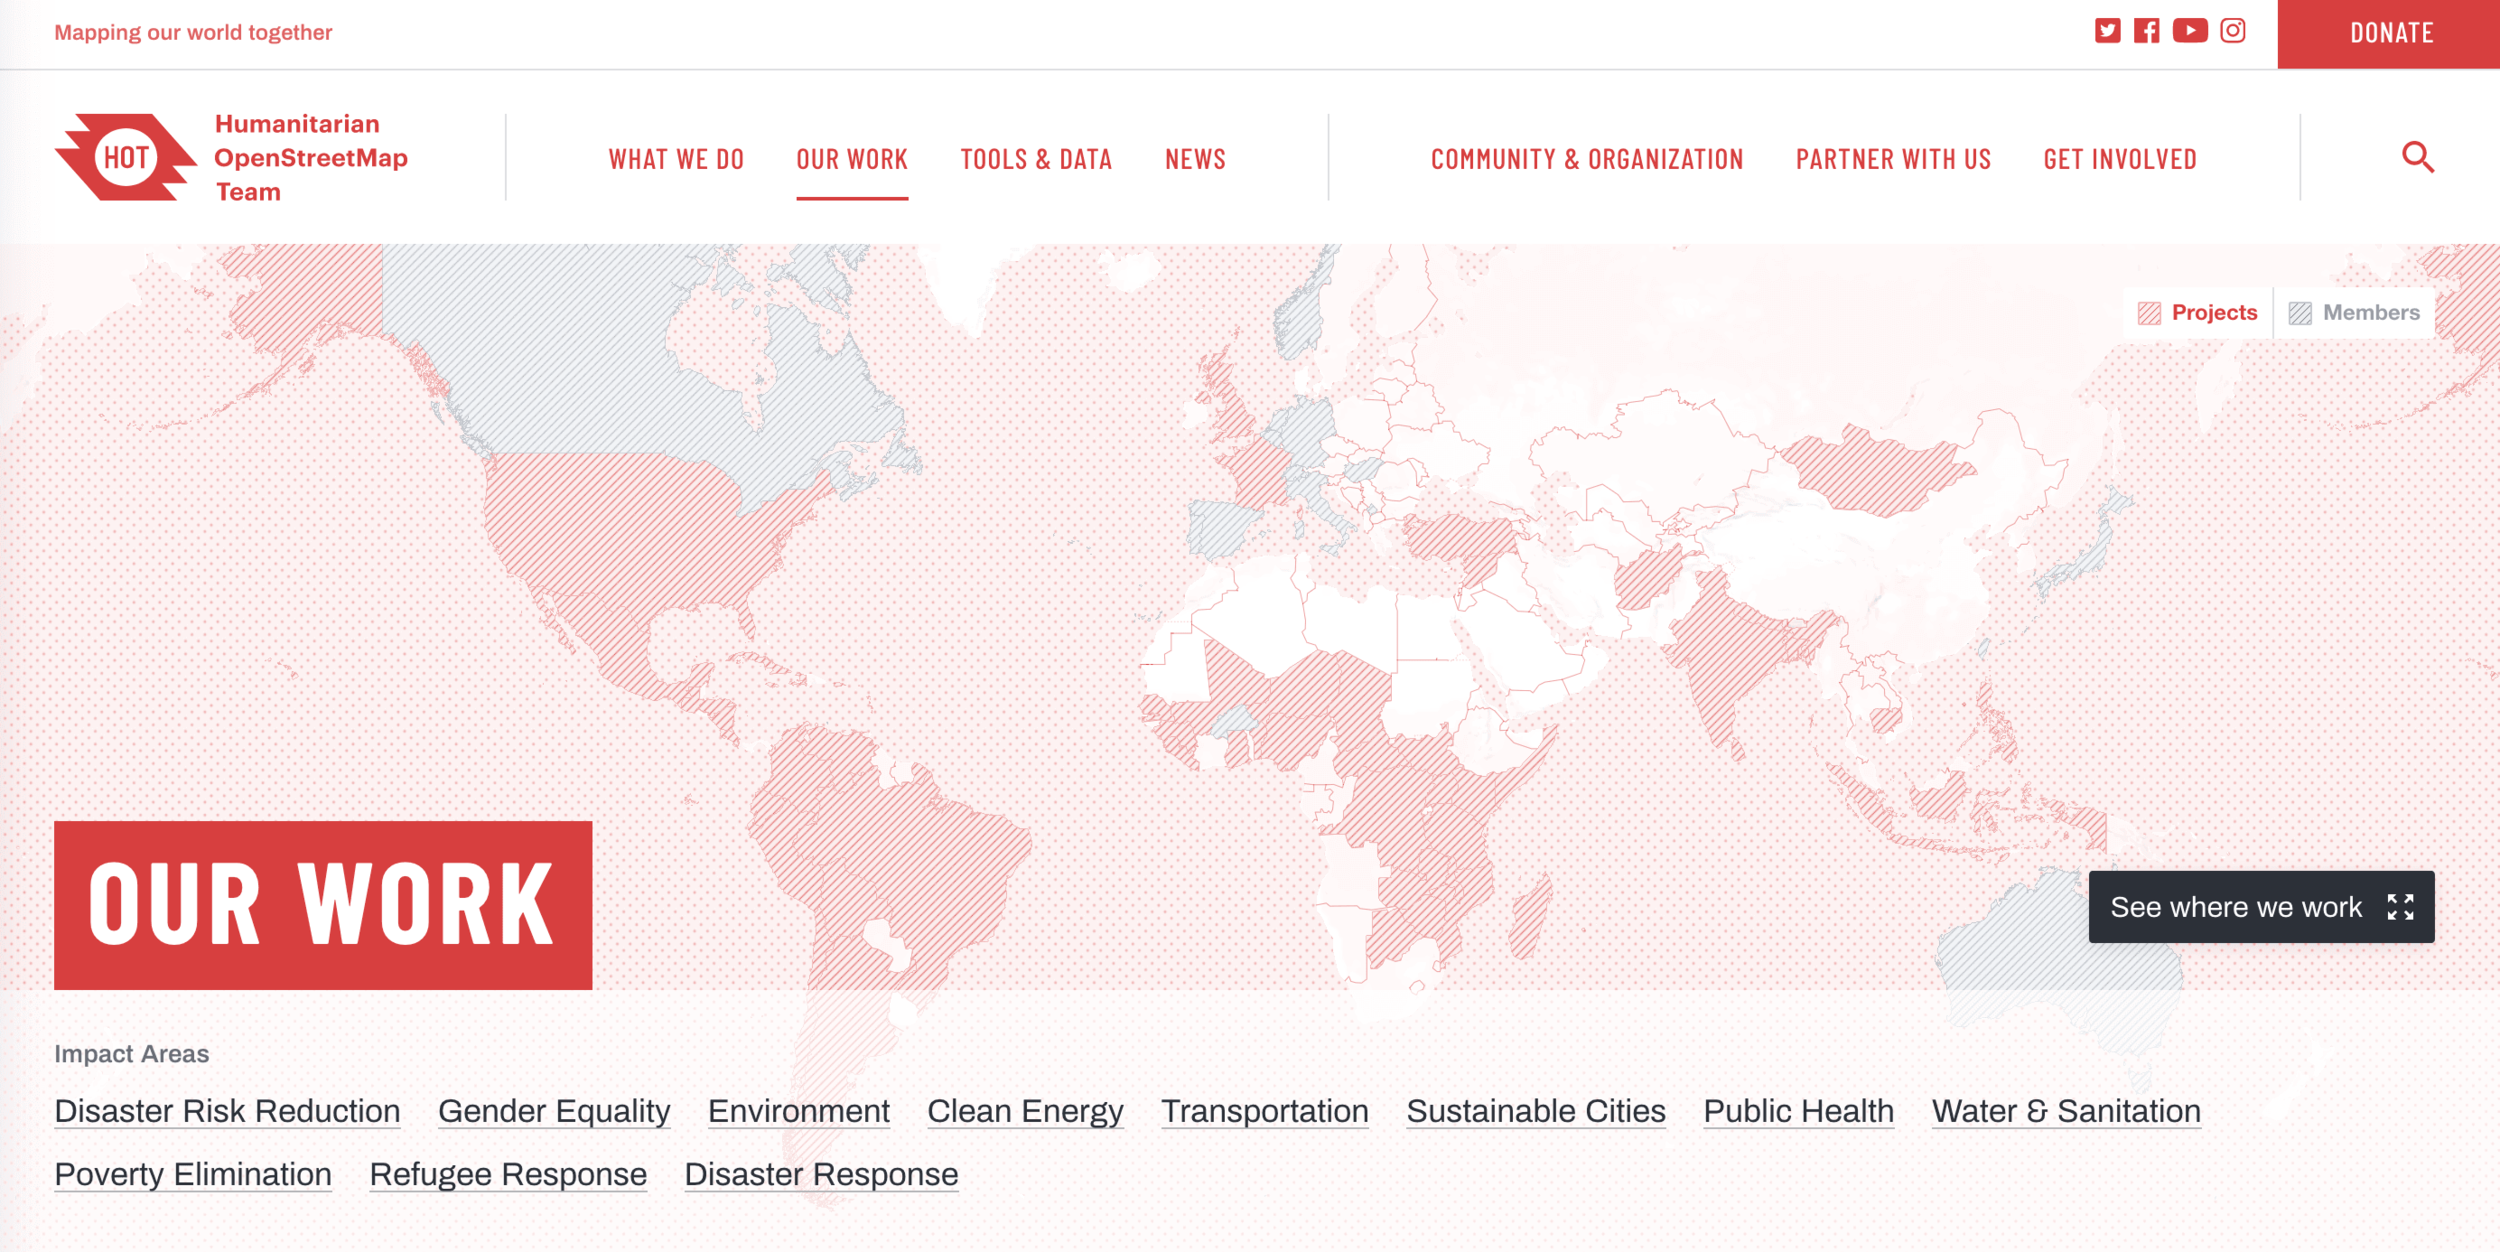 Mapping our world together
DONATE
HOT
Humanitarian
OpenStreetMap
Team
WHAT WE DO
OUR WORK
TOOLS & DATA
NEWS
COMMUNITY & ORGANIZATION
PARTNER WITH US
GET INVOLVED
Projects
Members
OUR WORK
See where we work
Impact Areas
Disaster Risk Reduction Gender Equality Environment Clean Energy Transportation Sustainable Cities Public Health Water & Sanitation
Poverty Elimination Refugee Response Disaster Response